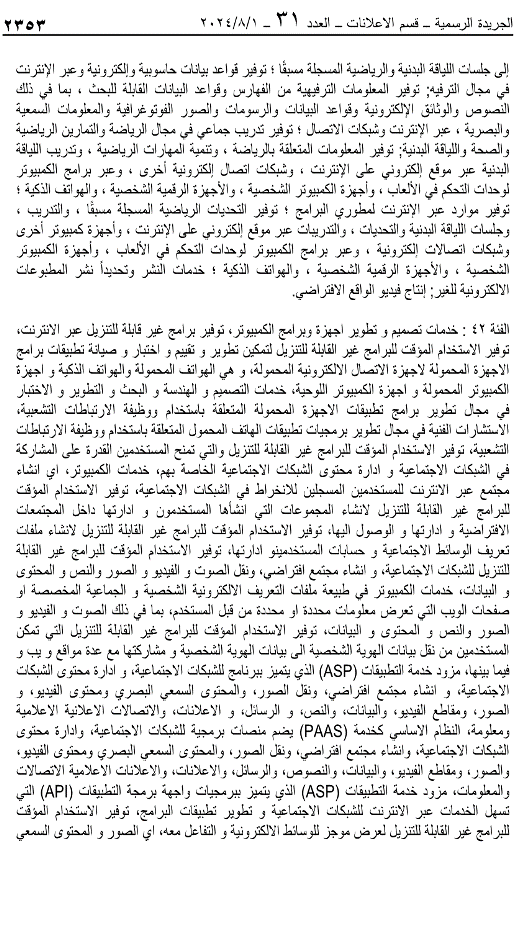 الجريدة الرسمية ــ قسم الاعلانات ــ العدد ٣١ ــ ٢٠٢٤/٨/١ ٢٣٥٣
إلى جلسات اللياقة البدنية والرياضية المسجلة مسبقًا ؛ توفير قواعد بيانات حاسوبية وإلكترونية وعبر الإنترنت
في مجال الترفيه; توفير المعلومات الترفيهية من الفهارس وقواعد البيانات القابلة للبحث ، بما في ذلك
النصوص والوثائق الإلكترونية وقواعد البيانات والرسومات والصور الفوتوغرافية والمعلومات السمعية
والبصرية ، عبر الإنترنت وشبكات الاتصال ؛ توفير تدريب جماعي في مجال الرياضة والتمارين الرياضية
والصحة واللياقة البدنية; توفير المعلومات المتعلقة بالرياضة ، وتنمية المهارات الرياضية ، وتدريب اللياقة
البدنية عبر موقع إلكتروني على الإنترنت ، وشبكات اتصال إلكترونية أخرى ، وعبر برامج الكمبيوتر
لوحدات التحكم في الألعاب ، وأجهزة الكمبيوتر الشخصية ، والأجهزة الرقمية الشخصية ، والهواتف الذكية ؛
توفير موارد عبر الإنترنت لمطوري البرامج ؛ توفير التحديات الرياضية المسجلة مسبقًا ، والتدريب ،
وجلسات اللياقة البدنية والتحديات ، والتدريبات عبر موقع إلكتروني على الإنترنت ، وأجهزة كمبيوتر أخرى
وشبكات اتصالات إلكترونية ، وعبر برامج الكمبيوتر لوحدات التحكم في الألعاب ، وأجهزة الكمبيوتر
الشخصية ، والأجهزة الرقمية الشخصية ، والهواتف الذكية ؛ خدمات النشر وتحديداً نشر المطبوعات
الالكترونية للغير; إنتاج فيديو الواقع الافتراضي.
الفئة ٤٢ : خدمات تصميم و تطوير اجهزة وبرامج الكمبيوتر، توفير برامج غير قابلة للتنزيل عبر الانترنت،
توفير الاستخدام المؤقت للبرامج غير القابلة للتنزيل لتمكين تطوير و تقييم و اختبار و صيانة تطبيقات برامج
الاجهزة المحمولة لاجهزة الاتصال الالكترونية المحمولة، و هي الهواتف المحمولة والهواتف الذكية و اجهزة
الكمبيوتر المحمولة و اجهزة الكمبيوتر اللوحية، خدمات التصميم و الهندسة و البحث و التطوير و الاختبار
في مجال تطوير برامج تطبيقات الاجهزة المحمولة المتعلقة باستخدام ووظيفة الارتباطات التشعبية،
الاستشارات الفنية في مجال تطوير برمجيات تطبيقات الهاتف المحمول المتعلقة باستخدام ووظيفة الارتباطات
التشعبية، توفير الاستخدام المؤقت للبرامج غير القابلة للتنزيل والتي تمنح المستخدمين القدرة على المشاركة
في الشبكات الاجتماعية و ادارة محتوى الشبكات الاجتماعية الخاصة بهم، خدمات الكمبيوتر، اي انشاء
مجتمع عبر الانترنت للمستخدمين المسجلين للانخراط في الشبكات الاجتماعية، توفير الاستخدام المؤقت
للبرامج غير القابلة للتنزيل لانشاء المجموعات التي انشأها المستخدمون و ادارتها داخل المجتمعات
الافتراضية و ادارتها و الوصول اليها، توفير الاستخدام المؤقت للبرامج غير القابلة للتنزيل لانشاء ملفات
تعريف الوسائط الاجتماعية و حسابات المستخدمينو ادارتها، توفير الاستخدام المؤقت للبرامج غير القابلة
للتنزيل للشبكات الاجتماعية، و انشاء مجتمع افتراضي، ونقل الصوت و الفيديو و الصور والنص و المحتوى
و البيانات، خدمات الكمبيوتر في طبيعة ملفات التعريف الالكترونية الشخصية و الجماعية المخصصة او
صفحات الويب التي تعرض معلومات محددة او محددة من قبل المستخدم، بما في ذلك الصوت و الفيديو و
الصور والنص و المحتوى و البيانات، توفير الاستخدام المؤقت للبرامج غير القابلة للتنزيل التي تمكن
المستخدمين من نقل بيانات الهوية الشخصية الى بيانات الهوية الشخصية و مشاركتها مع عدة مواقع و يب و
فيما بينها، مزود خدمة التطبيقات (ASP) الذي يتميز ببرنامج للشبكات الاجتماعية، و ادارة محتوى الشبكات
الاجتماعية، و انشاء مجتمع افتراضي، ونقل الصور، والمحتوى السمعي البصري ومحتوى الفيديو، و
الصور، ومقاطع الفيديو، والبيانات، والنص، و الرسائل، و الاعلانات، والاتصالات الاعلانية الاعلامية
ومعلومة، النظام الاساسي كخدمة (PAAS) يضم منصات برمجية للشبكات الاجتماعية، وادارة محتوى
الشبكات الاجتماعية، وانشاء مجتمع افتراضي، ونقل الصور، والمحتوى السمعي البصري ومحتوى الفيديو،
والصور، ومقاطع الفيديو، والبيانات، والنصوص، والرسائل، والاعلانات، والاعلانات الاعلامية الاتصالات
والمعلومات، مزود خدمة التطبيقات (ASP) الذي يتميز ببرمجيات واجهة برمجة التطبيقات (API) التي
تسهل الخدمات عبر الانترنت للشبكات الاجتماعية و تطوير تطبيقات البرامج، توفير الاستخدام المؤقت
للبرامج غير القابلة للتنزيل لعرض موجز للوسائط الالكترونية و التفاعل معه، اي الصور و المحتوى السمعي